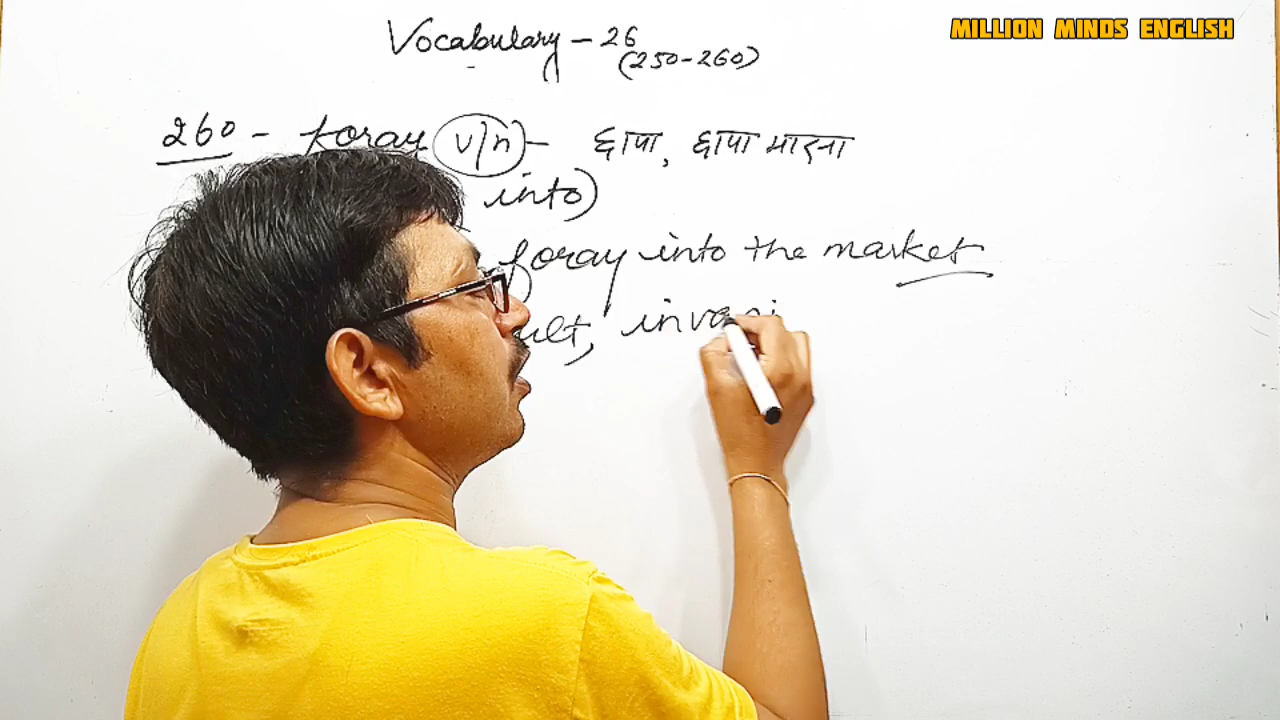 MILLION MINDS ENGLISH
Vocabulary - 26
(250-260)
260 - foray (v/n) - छापा, छापा मारना
into)
foray into the market
ult, invasi